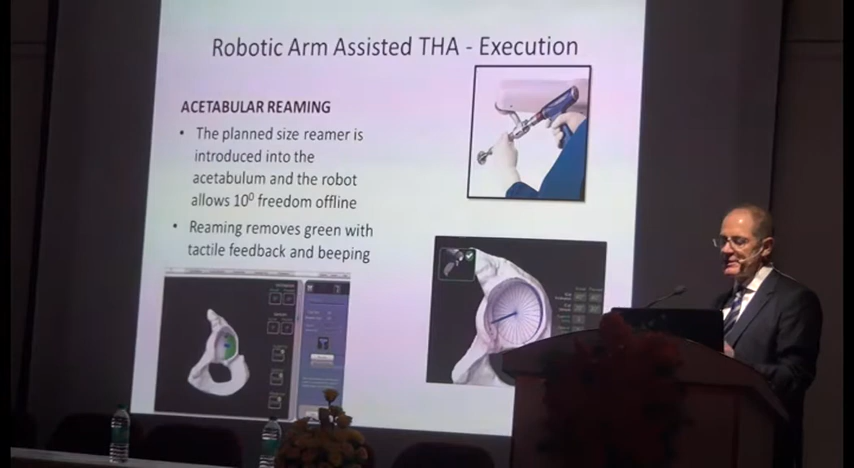 Robotic Arm Assisted THA - Execution
ACETABULAR REAMING
• The planned size reamer is
introduced into the
acetabulum and the robot
allows 10⁰ freedom offline
• Reaming removes green with
tactile feedback and beeping